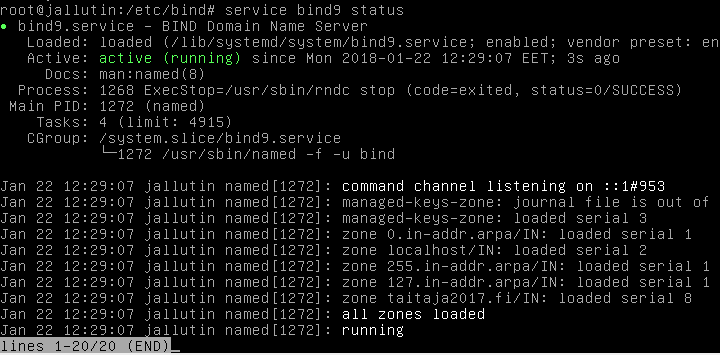 root@jallutin:/etc/bind# service bind9 status
● bind9.service - BIND Domain Name Server
   Loaded: loaded (/lib/systemd/system/bind9.service; enabled; vendor preset: en
   Active: active (running) since Mon 2018-01-22 12:29:07 EET; 3s ago
     Docs: man:named(8)
  Process: 1268 ExecStop=/usr/sbin/rndc stop (code=exited, status=0/SUCCESS)
 Main PID: 1272 (named)
    Tasks: 4 (limit: 4915)
   CGroup: /system.slice/bind9.service
           └─1272 /usr/sbin/named -f -u bind

Jan 22 12:29:07 jallutin named[1272]: command channel listening on ::1#953
Jan 22 12:29:07 jallutin named[1272]: managed-keys-zone: journal file is out of
Jan 22 12:29:07 jallutin named[1272]: managed-keys-zone: loaded serial 3
Jan 22 12:29:07 jallutin named[1272]: zone 0.in-addr.arpa/IN: loaded serial 1
Jan 22 12:29:07 jallutin named[1272]: zone localhost/IN: loaded serial 2
Jan 22 12:29:07 jallutin named[1272]: zone 255.in-addr.arpa/IN: loaded serial 1
Jan 22 12:29:07 jallutin named[1272]: zone 127.in-addr.arpa/IN: loaded serial 1
Jan 22 12:29:07 jallutin named[1272]: zone taitaja2017.fi/IN: loaded serial 8
Jan 22 12:29:07 jallutin named[1272]: all zones loaded
Jan 22 12:29:07 jallutin named[1272]: running
lines 1-20/20 (END)